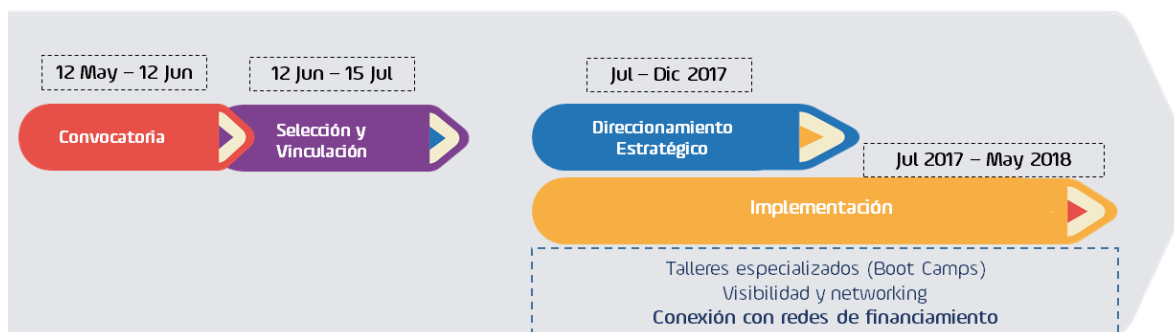 12 May – 12 Jun
12 Jun – 15 Jul
Jul – Dic 2017
Convocatoria
Selección y
Vinculación
Direccionamiento
Estratégico
Jul 2017 – May 2018
Implementación
Talleres especializados (Boot Camps)
Visibilidad y networking
Conexión con redes de financiamiento